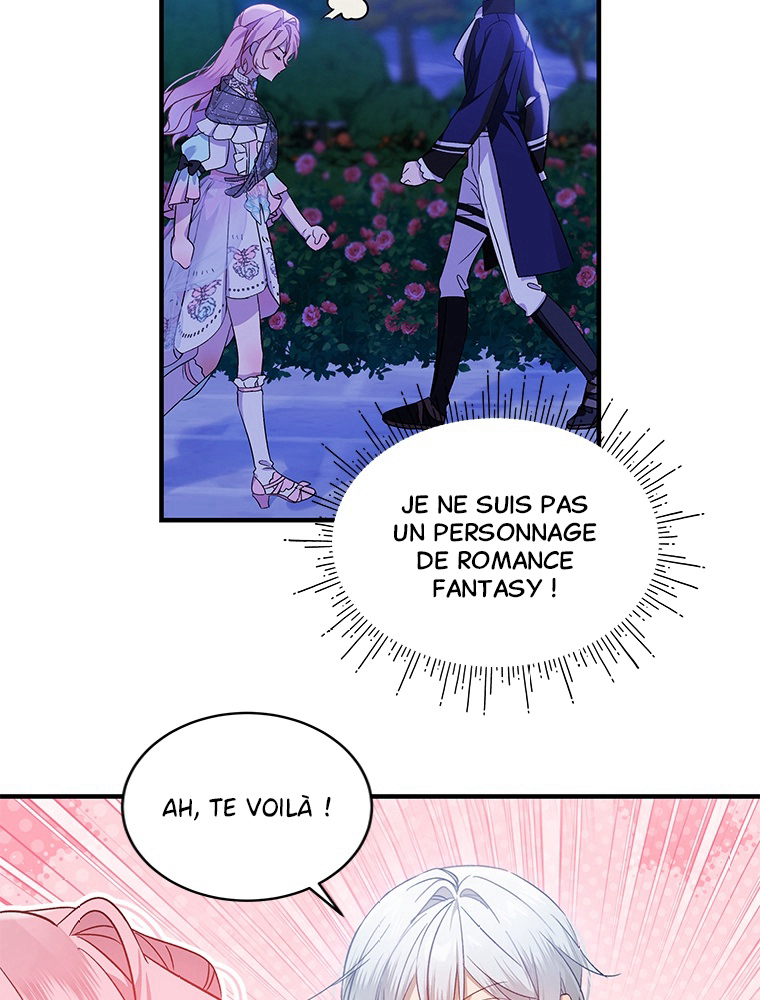 JE NE SUIS PAS
UN PERSONNAGE
DE ROMANCE
FANTASY !
AH, TE VOILÀ !